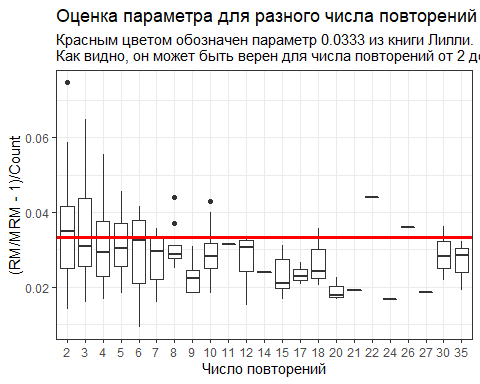 Оценка параметра для разного числа повторений
Красным цветом обозначен параметр 0.0333 из книги Лилли.
Как видно, он может быть верен для числа повторений от 2 до
(RM/MRM - 1)/Count
0.06
0.04
0.02
2 3 4 5 6 7 8 9 10 11 12 14 15 17 18 20 21 22 24 26 27 30 35
Число повторений